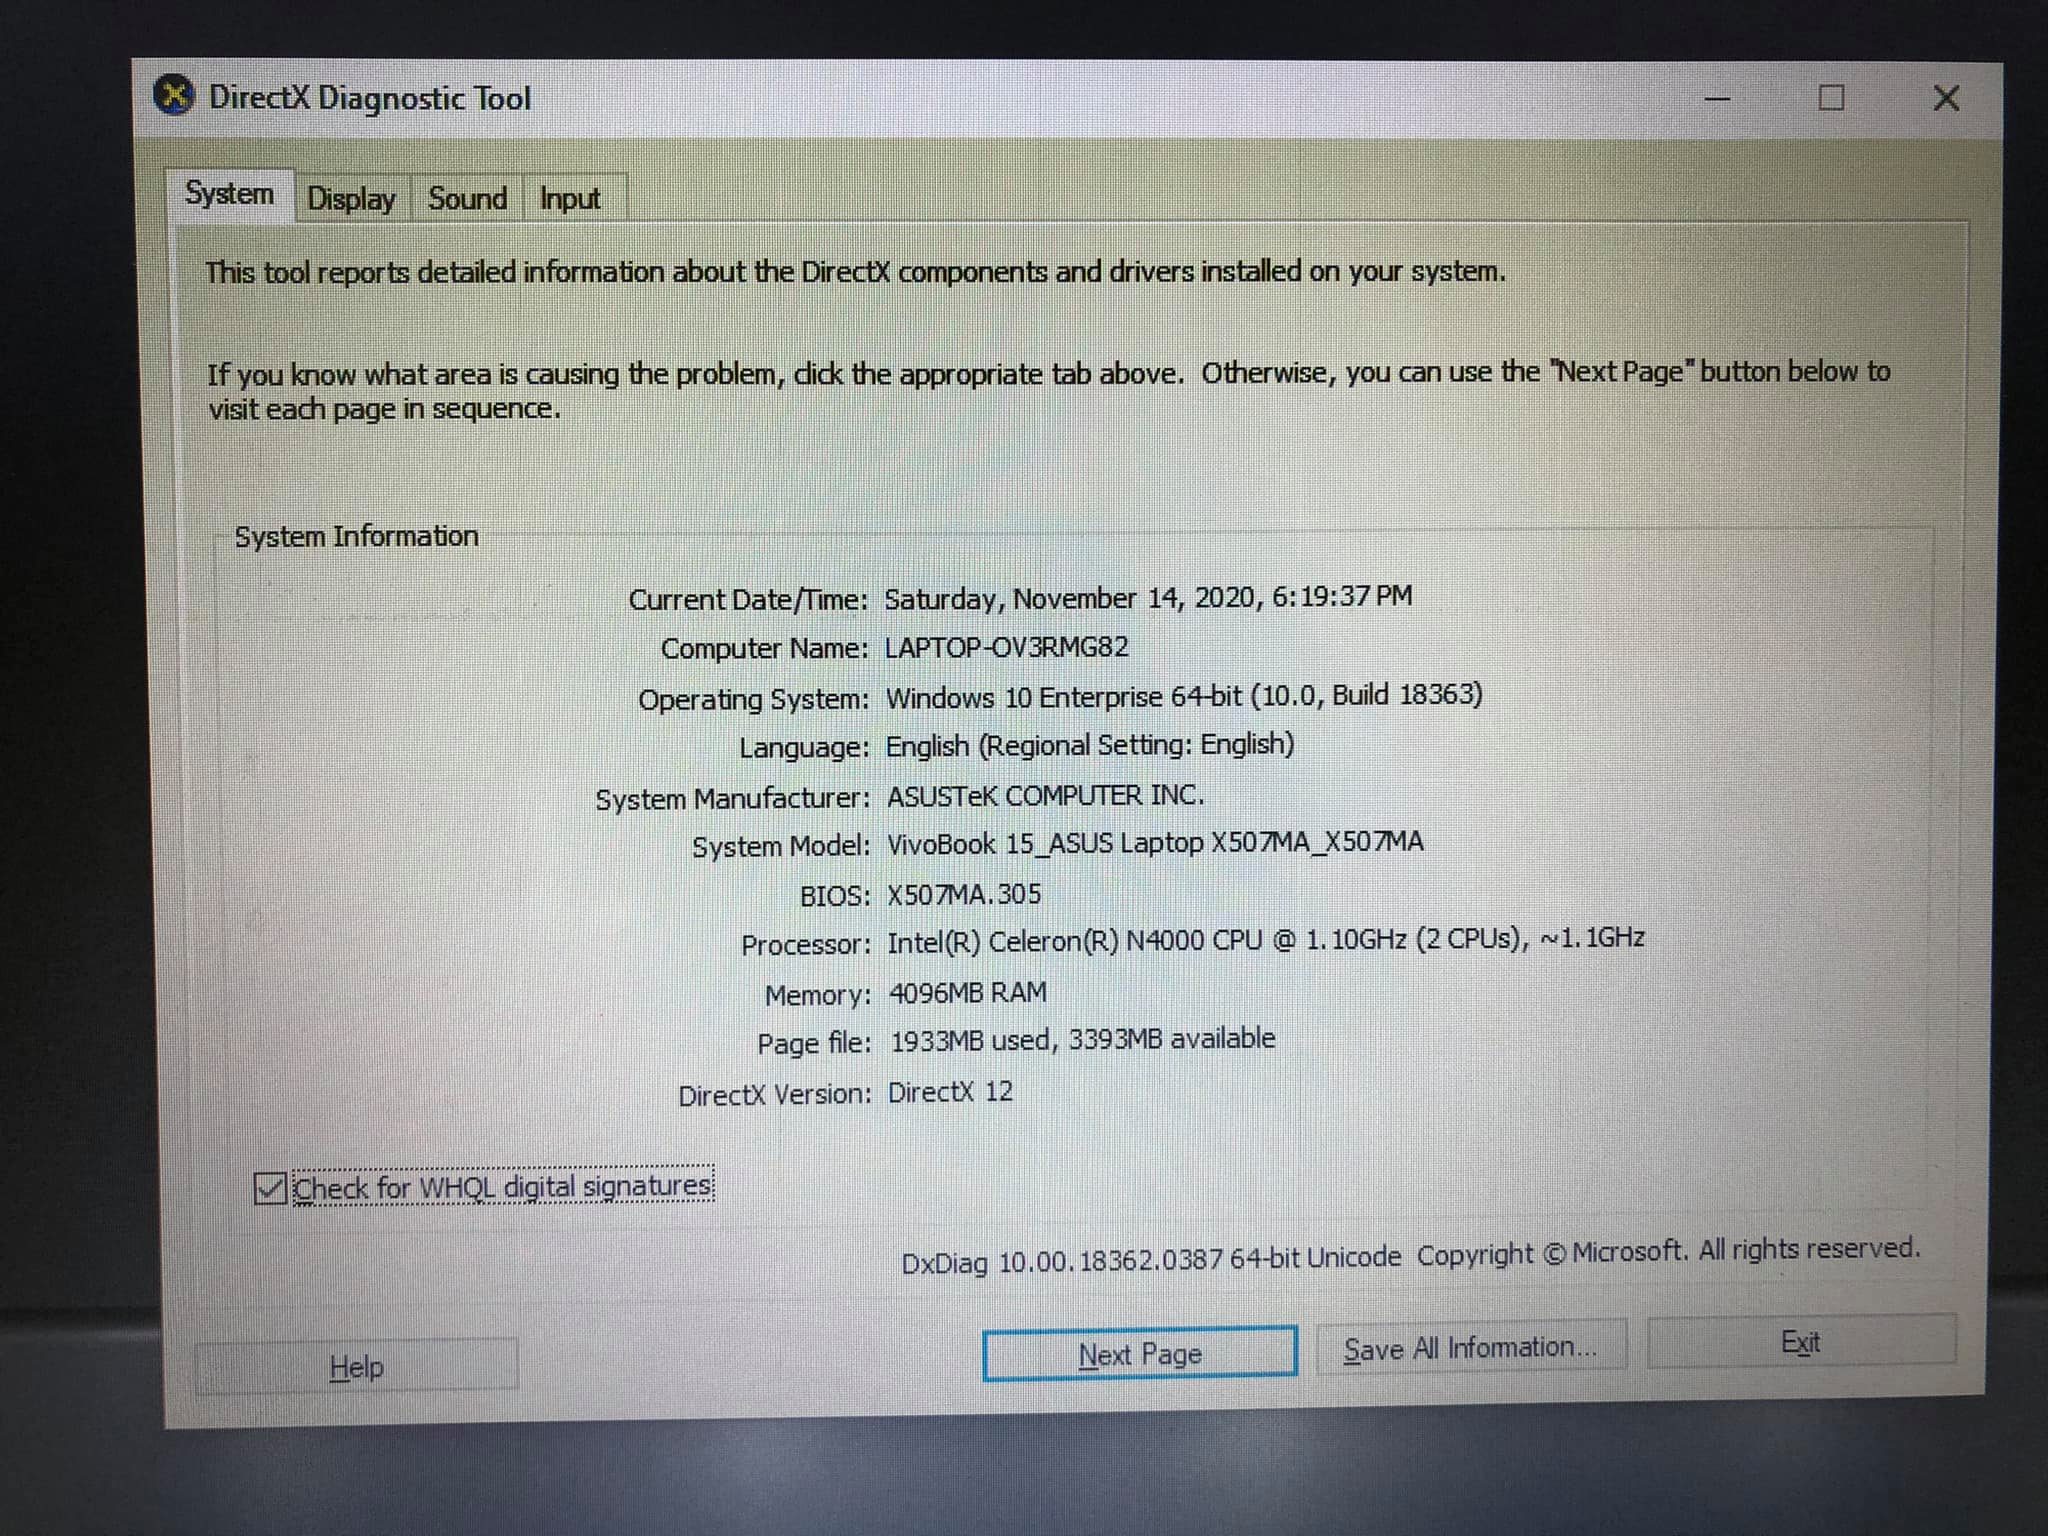 DirectX Diagnostic Tool
System Display Sound Input
This tool reports detailed information about the DirectX components and drivers installed on your system.
If you know what area is causing the problem, click the appropriate tab above. Otherwise, you can use the "Next Page" button below to
visit each page in sequence.
System Information
Current Date/Time: Saturday, November 14, 2020, 6:19:37 PM
Computer Name: LAPTOP-OV3RMG82
Operating System: Windows 10 Enterprise 64-bit (10.0, Build 18363)
Language: English (Regional Setting: English)
System Manufacturer: ASUSTeK COMPUTER INC.
System Model: VivoBook 15_ASUS Laptop X507MA_X507MA
BIOS: X507MA.305
Processor: Intel(R) Celeron(R) N4000 CPU @ 1.10GHz (2 CPUs), ~1.1GHz
Memory: 4096MB RAM
Page file: 1933MB used, 3393MB available
DirectX Version: DirectX 12
Check for WHQL digital signatures
DxDiag 10.00.18362.0387 64-bit Unicode Copyright © Microsoft. All rights reserved.
Help Next Page Save All Information... Exit